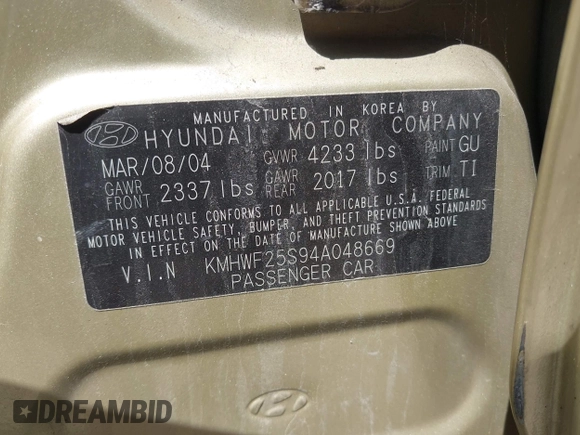 MANUFACTURED IN KOREA BY
HYUNDAI MOTOR COMPANY
MAR/08/04 GVWR 4233 lbs PAINT GU
GAWR FRONT 2337 lbs GAWR REAR 2017 lbs TRIM TI
THIS VEHICLE CONFORMS TO ALL APPLICABLE U.S.A. FEDERAL
MOTOR VEHICLE SAFETY, BUMPER, AND THEFT PREVENTION STANDARDS
IN EFFECT ON THE DATE OF MANUFACTURE SHOWN ABOVE
V.I.N KMHWF25S94A048669
PASSENGER CAR
DREAMBID